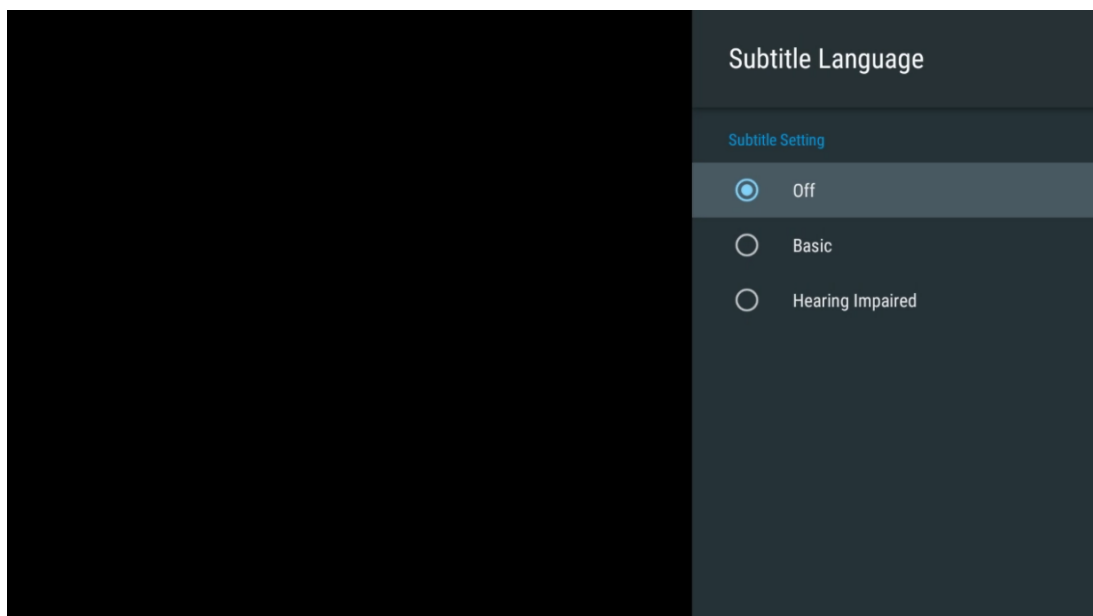 Subtitle Language
Subtitle Setting
Off
Basic
Hearing Impaired